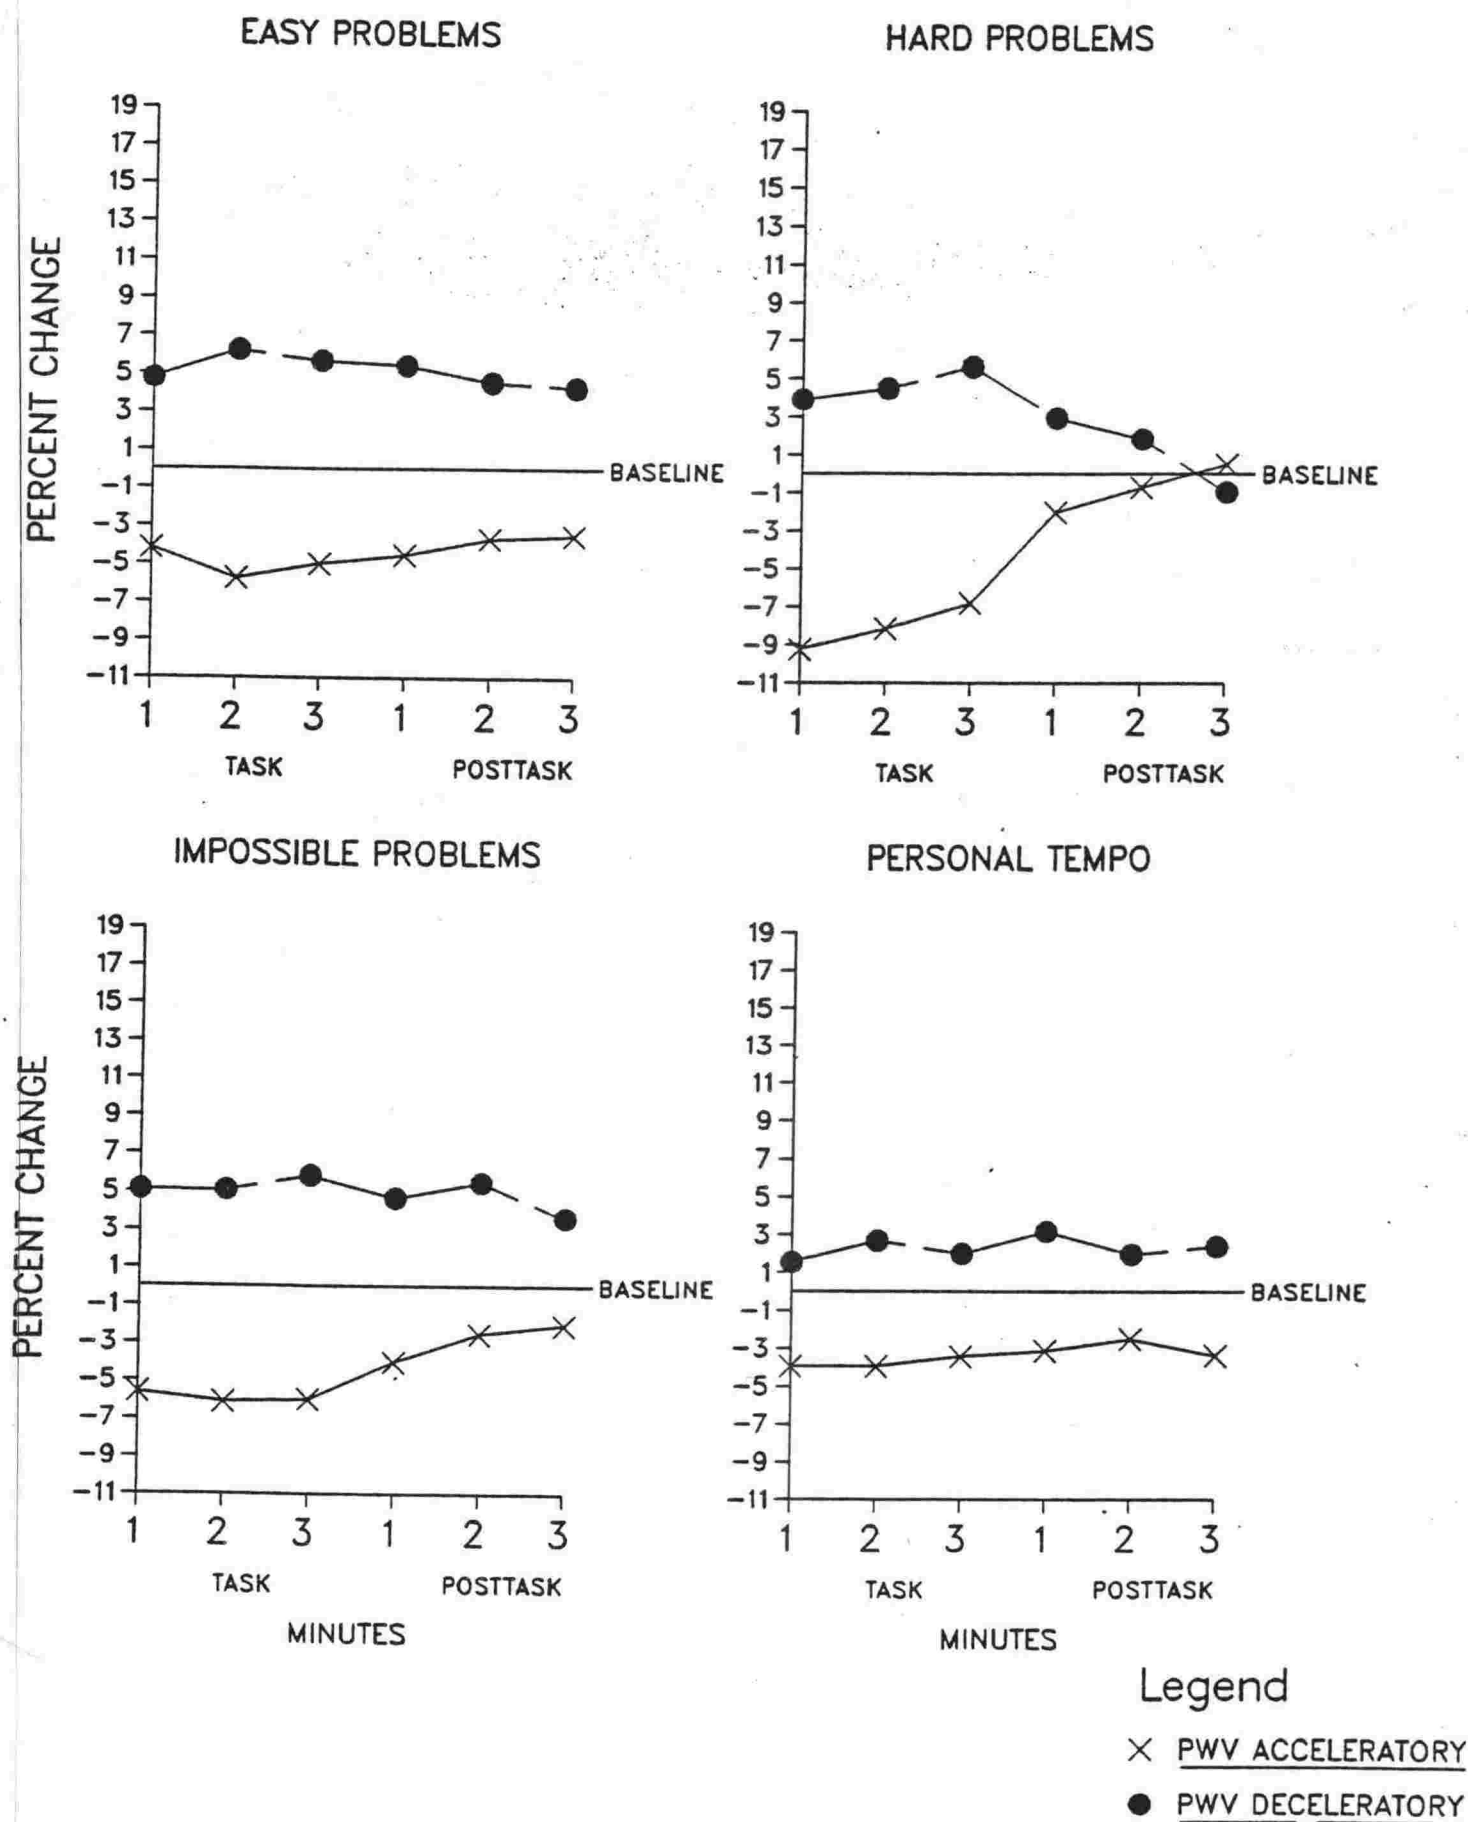 EASY PROBLEMS
PERCENT CHANGE
19
17
15
13
11
9
7
5
3
1
−1
−3
−5
−7
−9
−11
BASELINE
1 2 3 1 2 3
TASK POSTTASK
HARD PROBLEMS
19
17
15
13
11
9
7
5
3
1
−1
−3
−5
−7
−9
−11
BASELINE
1 2 3 1 2 3
TASK POSTTASK
IMPOSSIBLE PROBLEMS
PERCENT CHANGE
19
17
15
13
11
9
7
5
3
1
−1
−3
−5
−7
−9
−11
BASELINE
1 2 3 1 2 3
TASK POSTTASK
MINUTES
PERSONAL TEMPO
19
17
15
13
11
9
7
5
3
1
−1
−3
−5
−7
−9
−11
BASELINE
1 2 3 1 2 3
TASK POSTTASK
MINUTES
Legend
PWV ACCELERATORY
PWV DECELERATORY